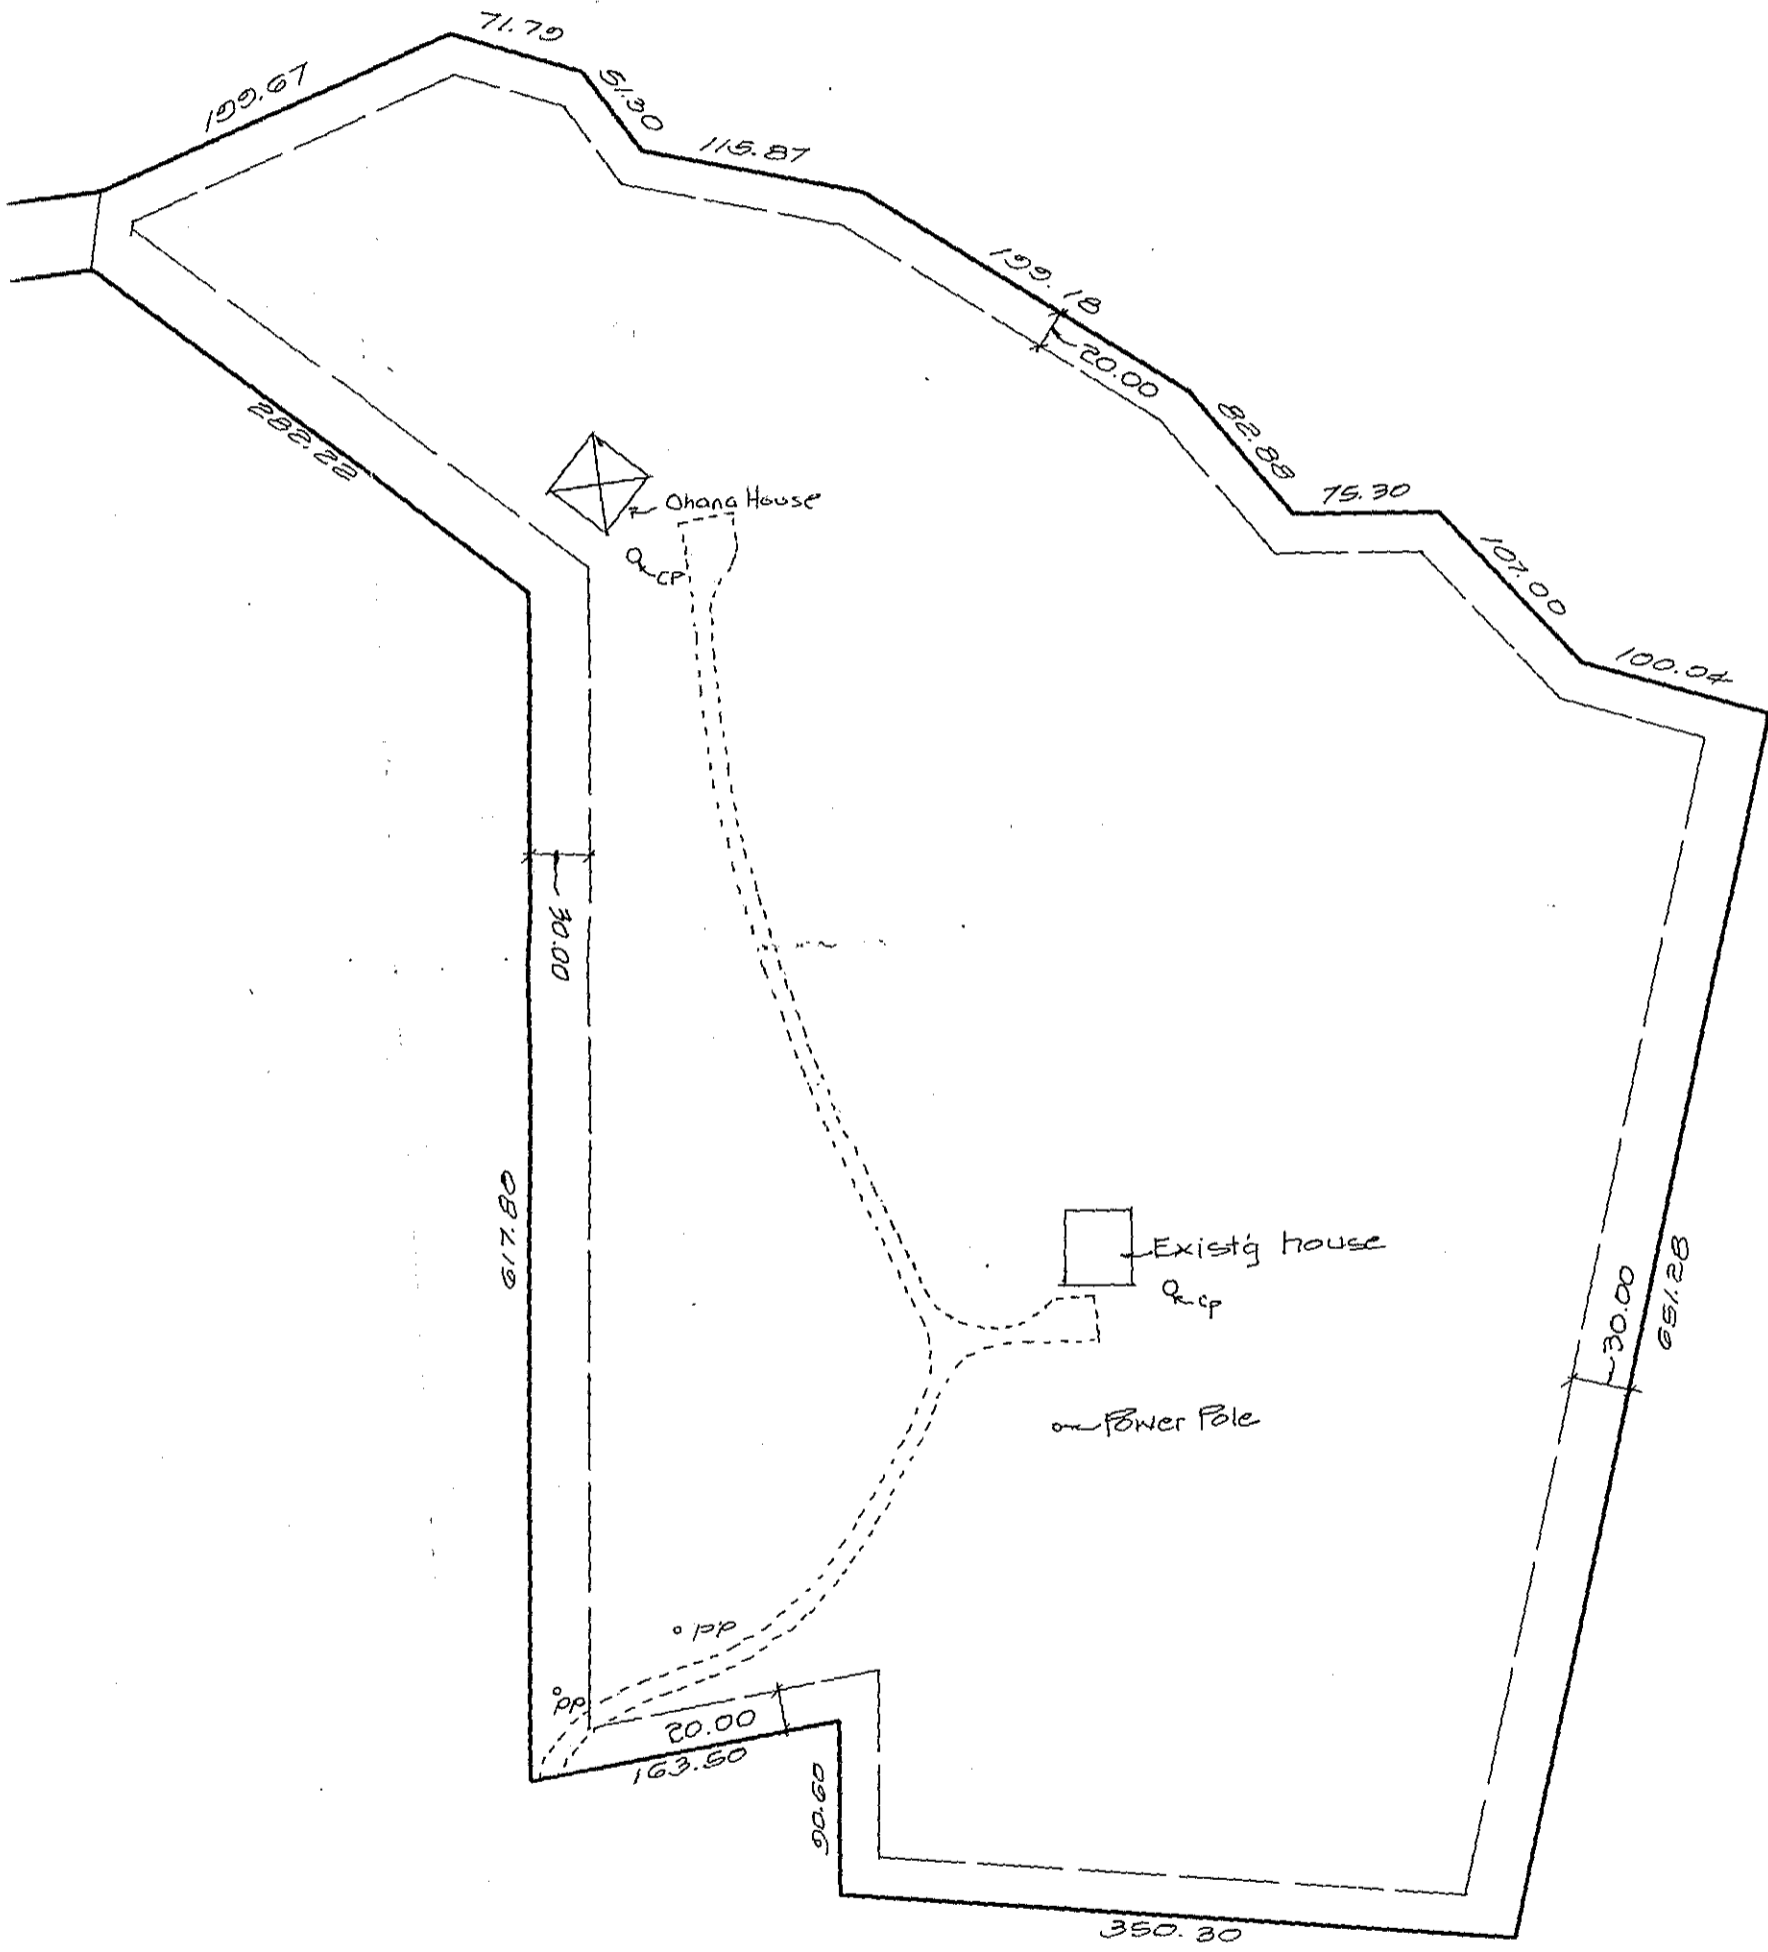 71.79
199.67
51.30
115.87
199.18
20.00
82.88
282.22
75.30
Ohana House
CP
107.00
100.04
30.00
617.80
Exist'g house
cp
30.00
651.28
Power Pole
pp
pp
20.00
163.50
90.60
350.30